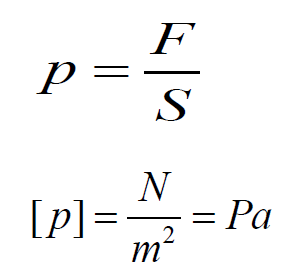 p = F/S
[p] = N/m² = Pa